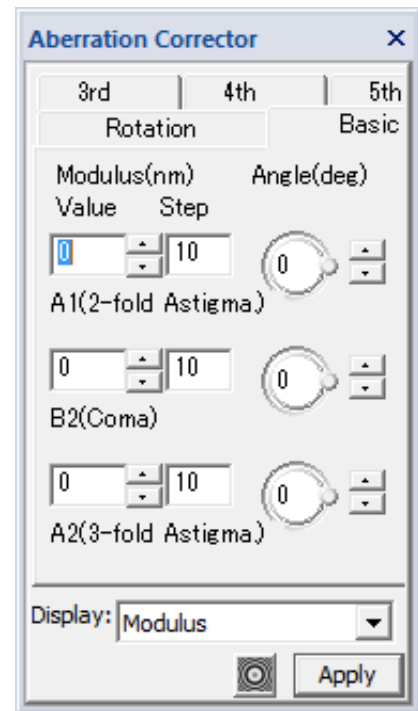 Aberration Corrector
3rd 4th 5th
Rotation Basic
Modulus(nm) Angle(deg)
Value Step
0 10 0
A1(2-fold Astigma.)
0 10 0
B2(Coma)
0 10 0
A2(3-fold Astigma.)
Display: Modulus
Apply